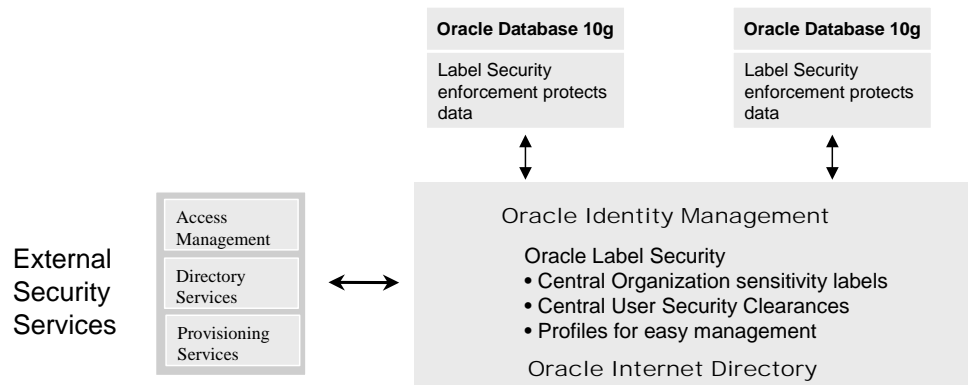 Oracle Database 10g
Label Security
enforcement protects
data
Oracle Database 10g
Label Security
enforcement protects
data
External
Security
Services
Access
Management
Directory
Services
Provisioning
Services
Oracle Identity Management
Oracle Label Security
• Central Organization sensitivity labels
• Central User Security Clearances
• Profiles for easy management
Oracle Internet Directory